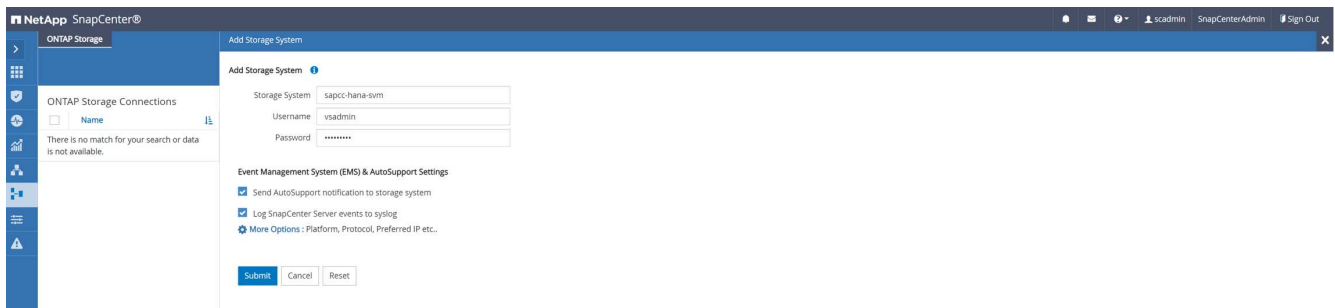 NetApp SnapCenter®
scadmin SnapCenterAdmin Sign Out
ONTAP Storage
Add Storage System
Add Storage System
Storage System sapcc-hana-svm
Username vsadmin
Password •••••••••
ONTAP Storage Connections
Name
There is no match for your search or data
is not available.
Event Management System (EMS) & AutoSupport Settings
Send AutoSupport notification to storage system
Log SnapCenter Server events to syslog
More Options : Platform, Protocol, Preferred IP etc..
Submit Cancel Reset